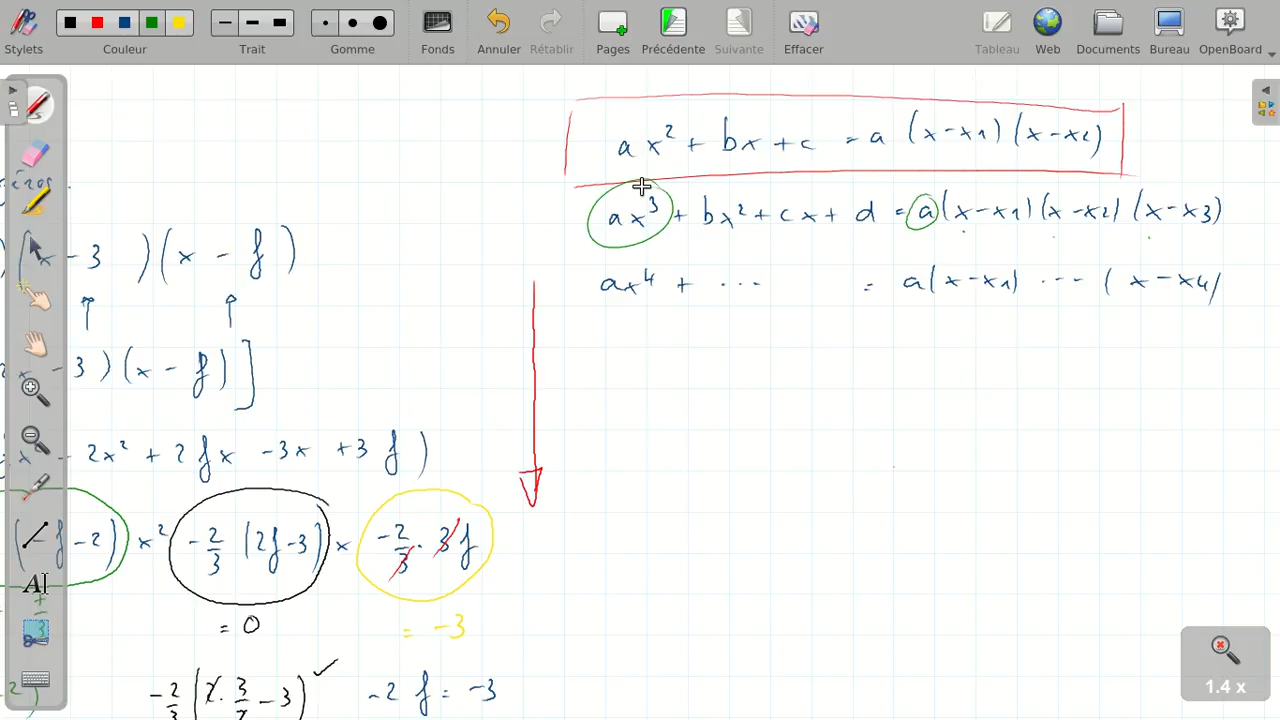 Stylets Couleur Trait Gomme Fonds Annuler Rétablir Pages Précédente Suivante Effacer Tableau Web Documents Bureau OpenBoard
ax² + bx + c = a (x-x1)(x-x2)
ax³ + bx² + cx + d = a(x-x1)(x-x2)(x-x3)
ax4 + ... = a(x-x1) ... (x-x4)
-3 )(x - f)
-3 )(x - f)]
- 2x² + 2fx - 3x + 3f)
(f-2) x² -2/3 (2f-3) x -2/3 · 3f
= 0 = -3
-2/3 (2 · 3/2 - 3) ✓ -2 f = -3
1.4 x